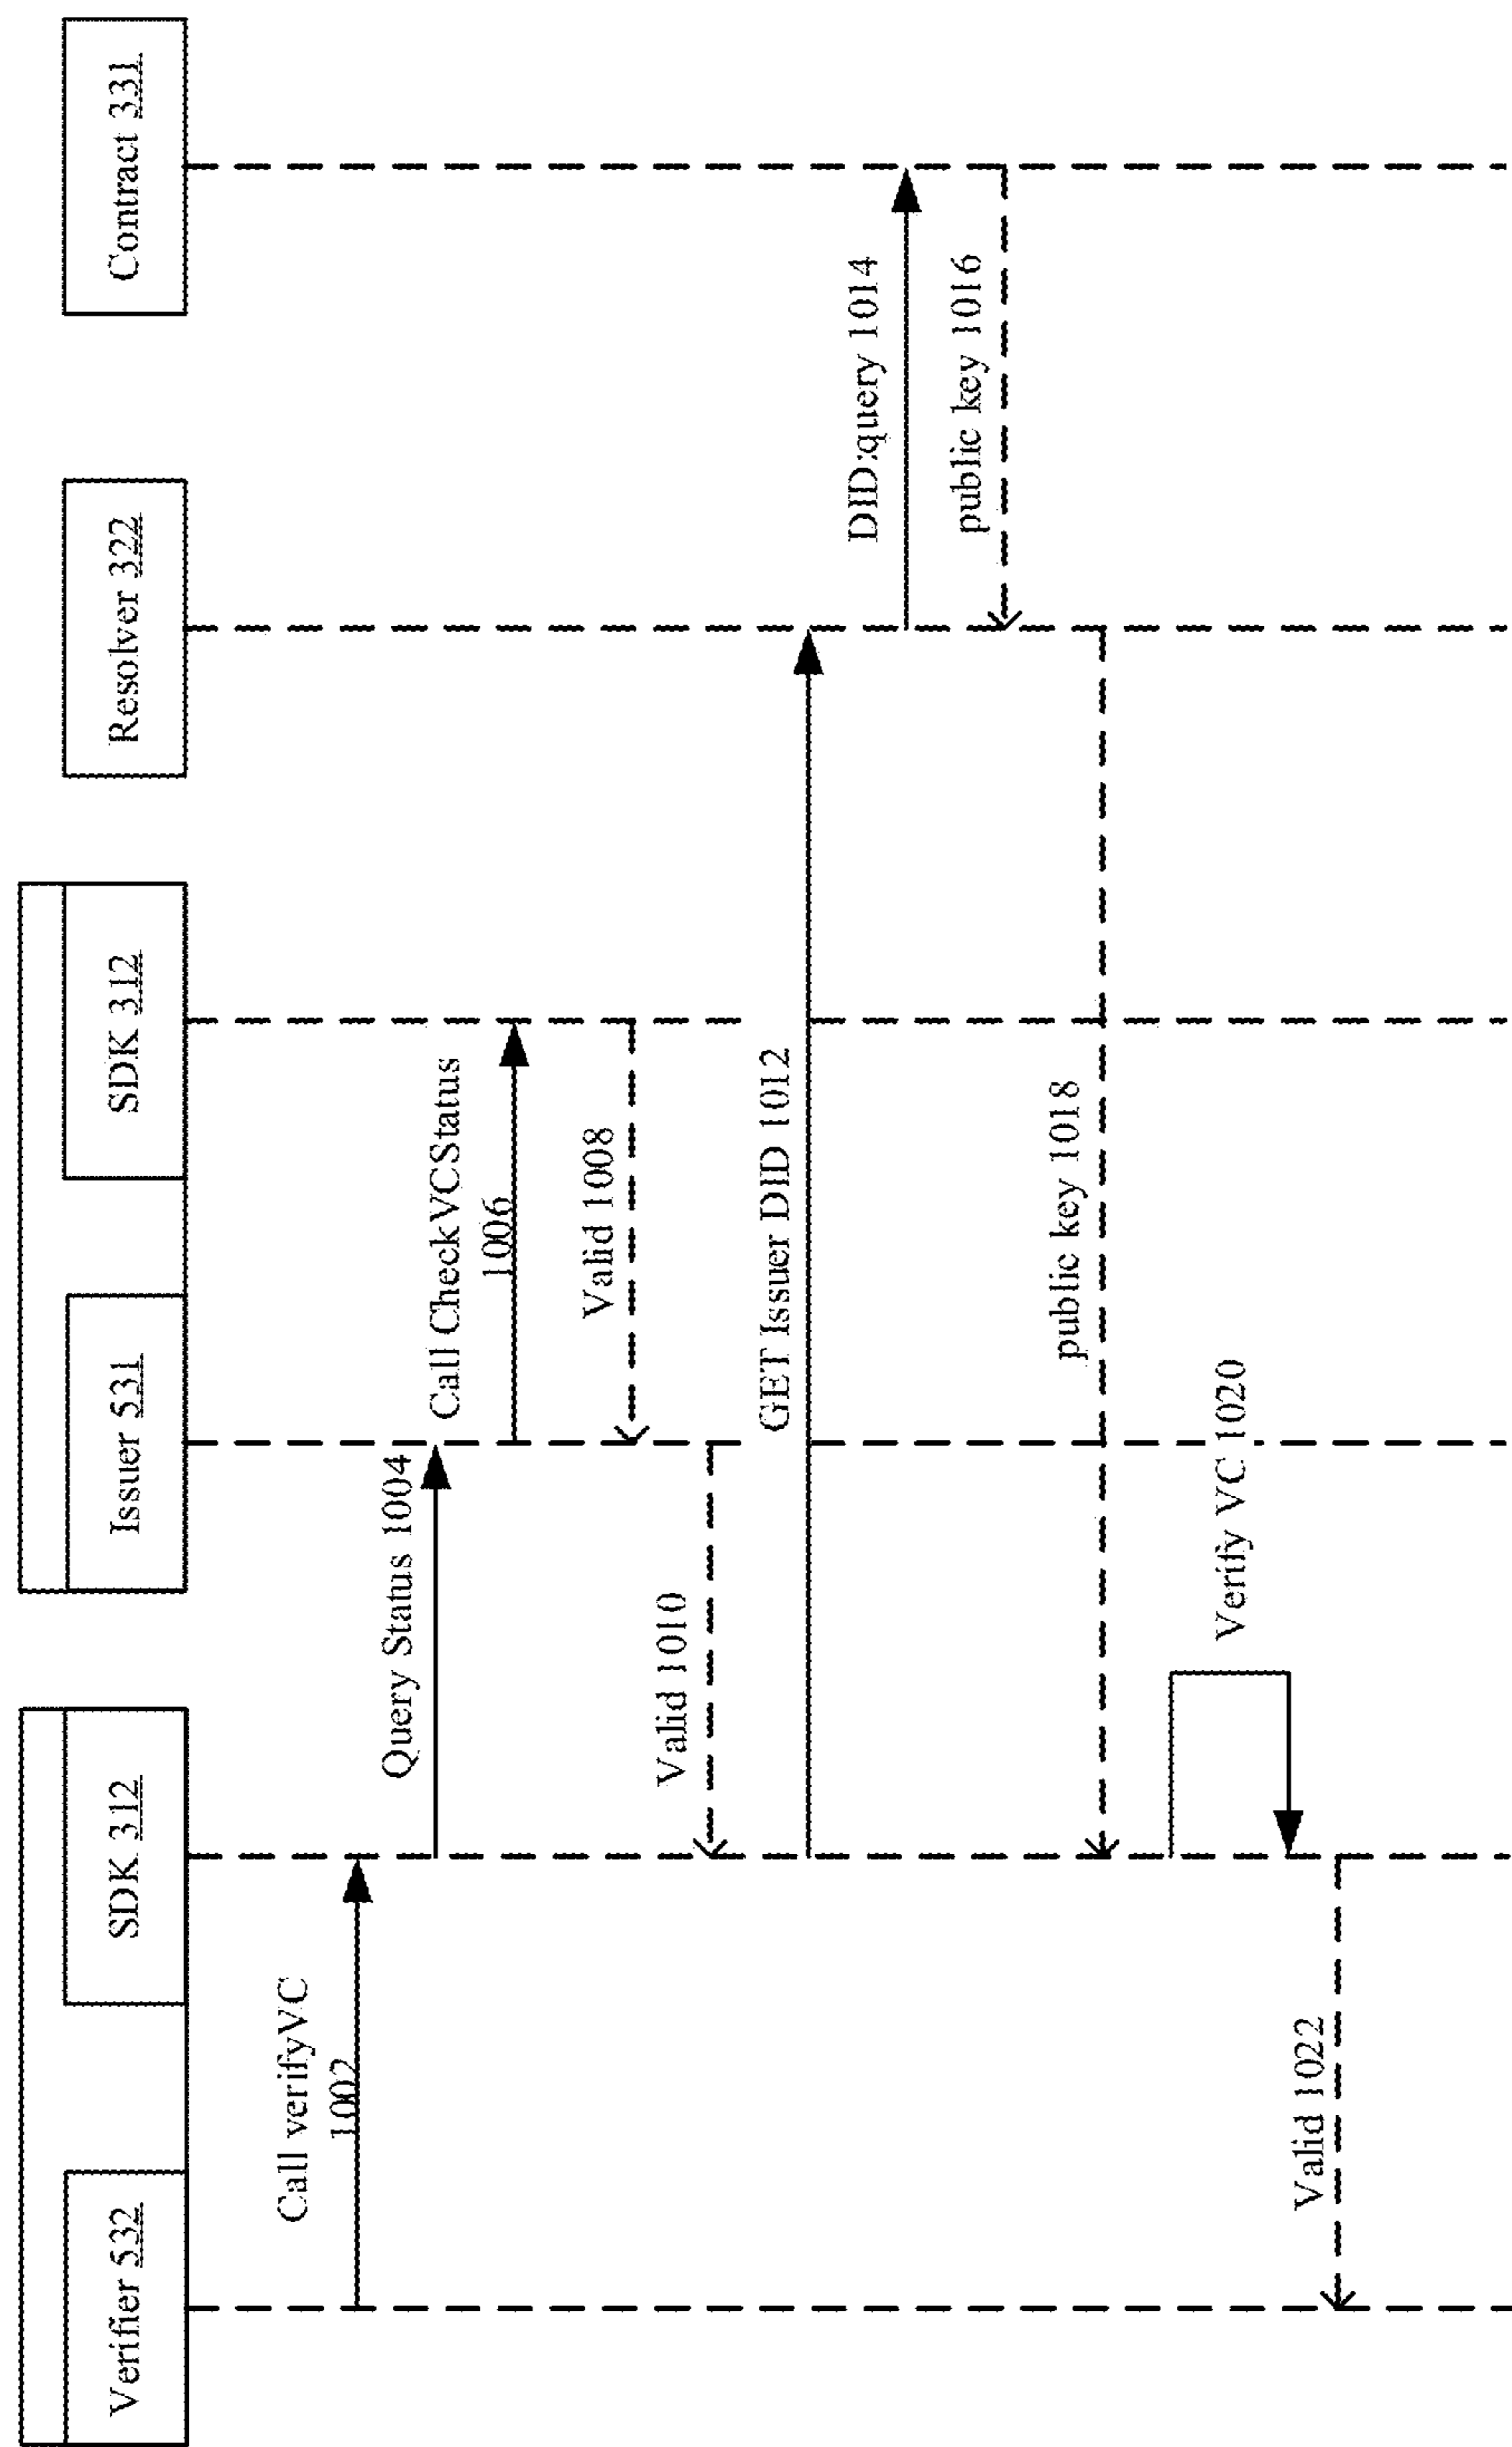 Verifier 532
SDK 312
Issuer 531
SDK 312
Resolver 322
Contract 331
Call verifyVC
1002
Query Status 1004
Call CheckVCStatus
1006
Valid 1008
Valid 1010
GET Issuer DID 1012
DID:query 1014
public key 1016
public key 1018
Verify VC 1020
Valid 1022